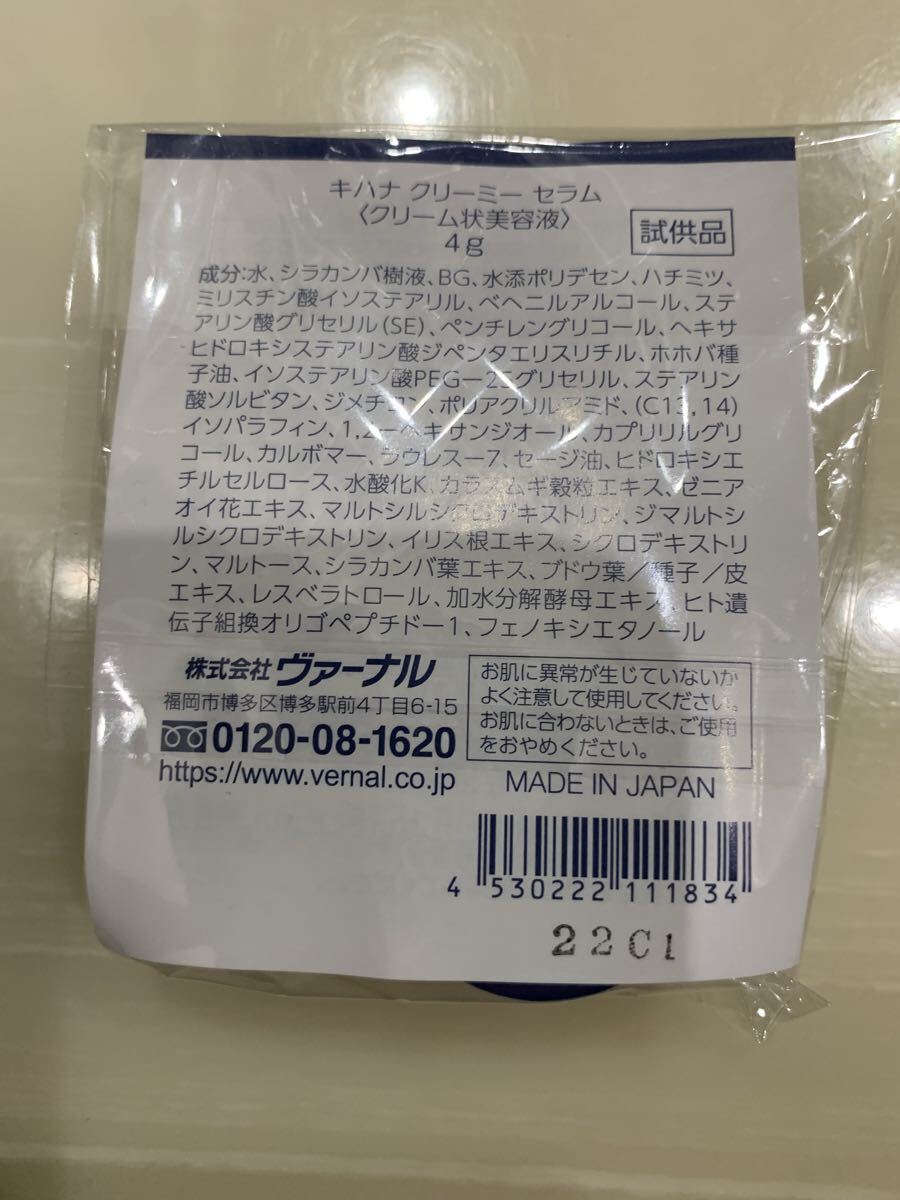 キハナ クリーミー セラム
〈クリーム状美容液〉
4g
試供品
成分:水、シラカンバ樹液、BG、水添ポリデセン、ハチミツ、
ミリスチン酸イソステアリル、ベヘニルアルコール、ステ
アリン酸グリセリル(SE)、ペンチレングリコール、ヘキサ
ヒドロキシステアリン酸ジペンタエリスリチル、ホホバ種
子油、イソステアリン酸PEG-25グリセリル、ステアリン
酸ソルビタン、ジメチコン、ポリアクリルアミド、(C13,14)
イソパラフィン、1,2-ヘキサンジオール、カプリリルグリ
コール、カルボマー、ラウレス-7、セージ油、ヒドロキシエ
チルセルロース、水酸化K、カラスムギ穀粒エキス、ゼニア
オイ花エキス、マルトシルシクロデキストリン、ジマルトシ
ルシクロデキストリン、イリス根エキス、シクロデキストリ
ン、マルトース、シラカンバ葉エキス、ブドウ葉/種子/皮
エキス、レスベラトロール、加水分解酵母エキス、ヒト遺
伝子組換オリゴペプチド-1、フェノキシエタノール
株式会社 ヴァーナル
福岡市博多区博多駅前4丁目6-15
0120-08-1620
https://www.vernal.co.jp
お肌に異常が生じていないか
よく注意して使用してください。
お肌に合わないときは、ご使用
をおやめください。
MADE IN JAPAN
4 530222 111834
22C1